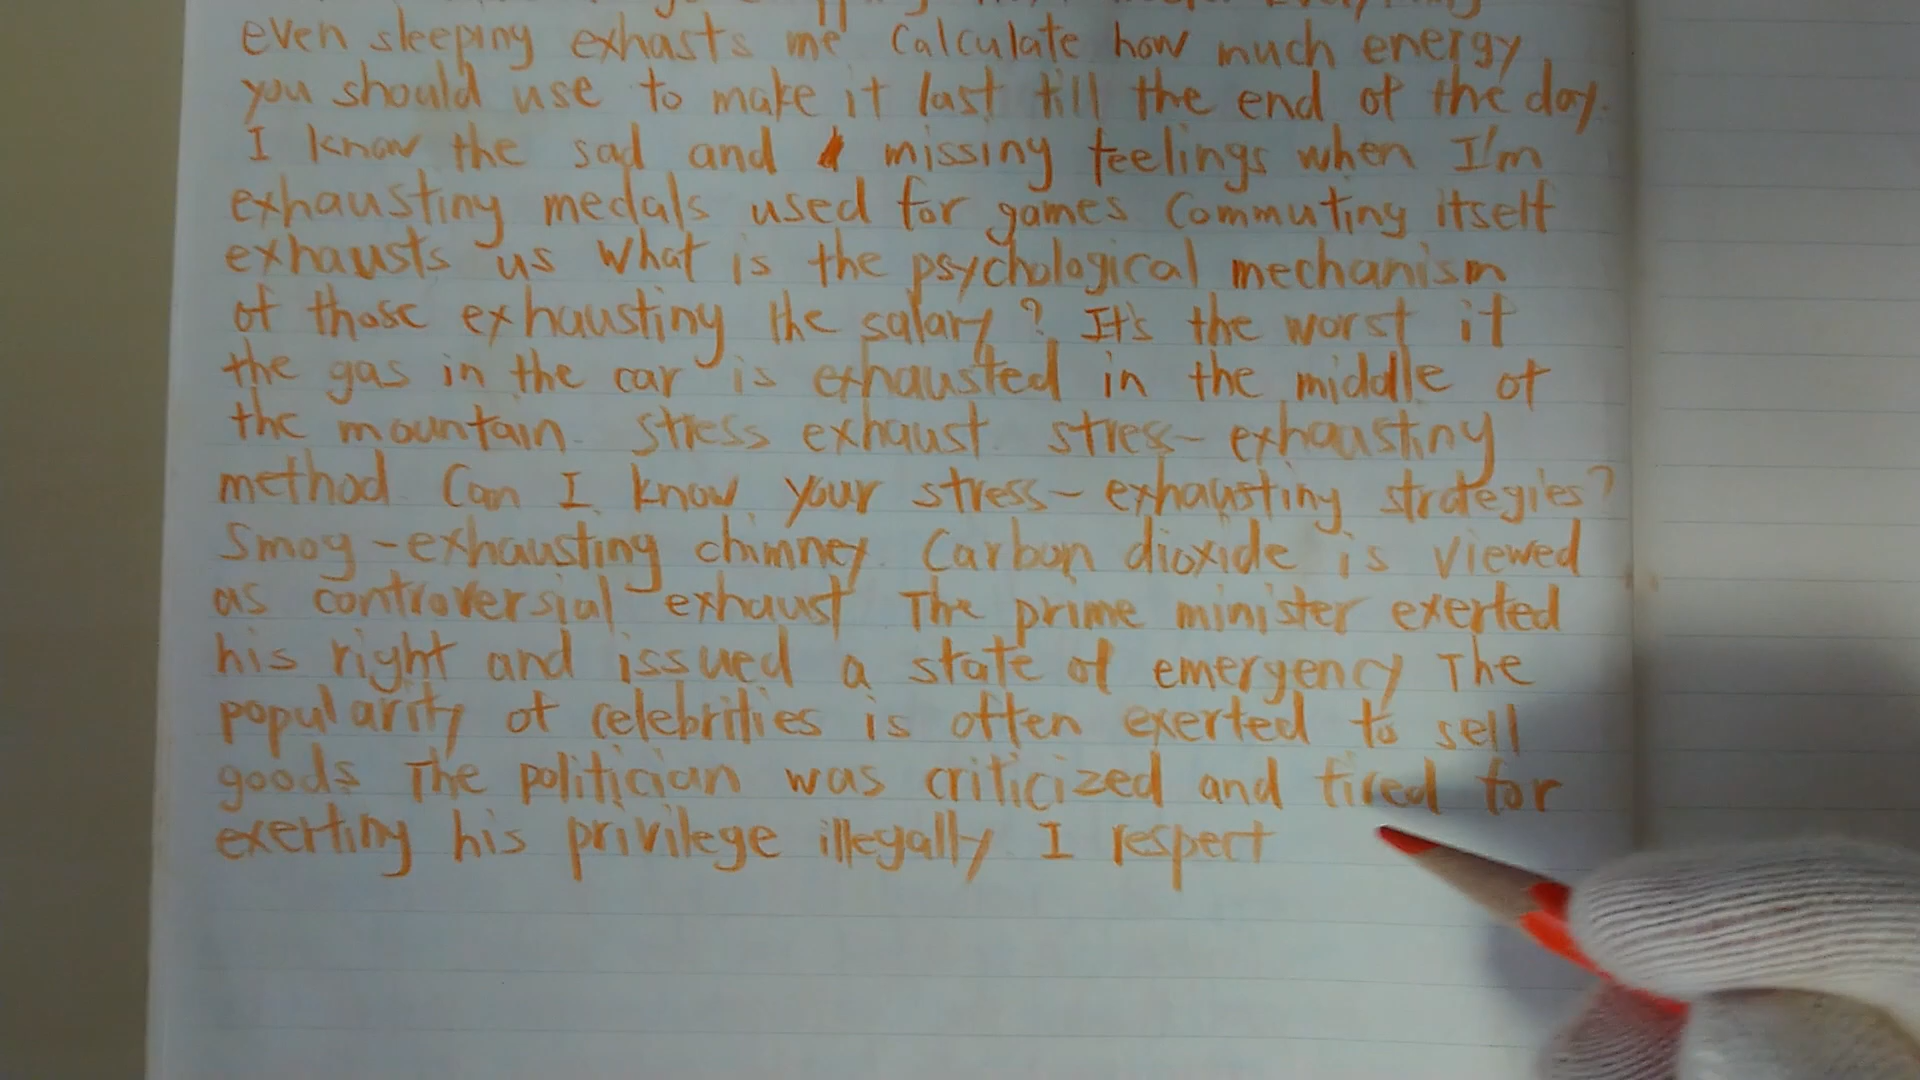 even sleeping exhasts me Calculate how much energy
you should use to make it last till the end of the day.
I know the sad and missing feelings when I'm
exhausting medals used for games Commuting itself
exhausts us What is the psychological mechanism
of those exhausting the salary? It's the worst if
the gas in the car is exhausted in the middle of
the mountain. Stress exhaust. stress-exhausting
method Can I know your stress-exhausting strategies?
Smog-exhausting chimney. Carbon dioxide is viewed
as controversial exhaust The prime minister exerted
his right and issued a state of emergency The
popularity of celebrities is often exerted to sell
goods The politician was criticized and fired for
exerting his privilege illegally I respect